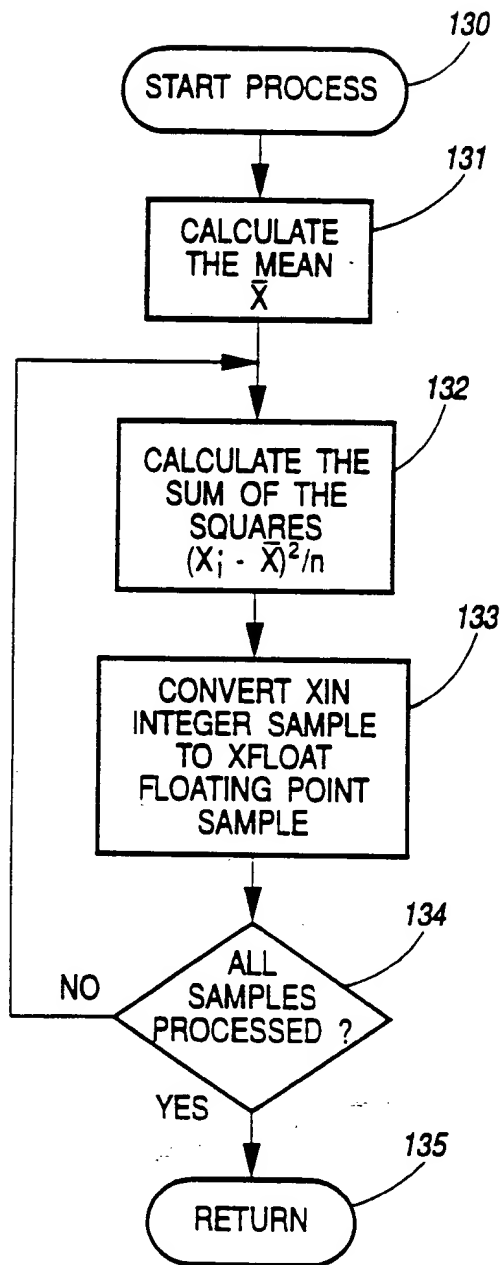 130
START PROCESS
131
CALCULATE
THE MEAN
X̄
132
CALCULATE THE
SUM OF THE
SQUARES
(Xi - X̄)²/n
133
CONVERT XIN
INTEGER SAMPLE
TO XFLOAT
FLOATING POINT
SAMPLE
134
ALL
SAMPLES
PROCESSED ?
NO
YES
135
RETURN